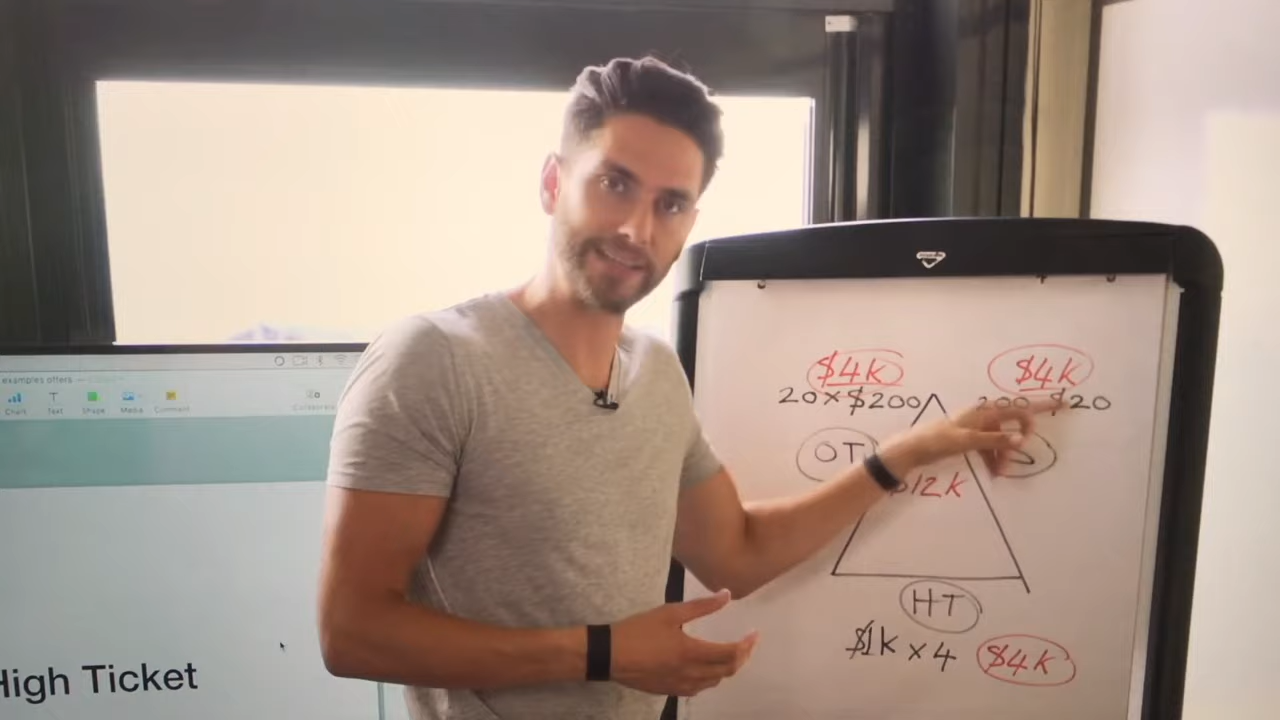 examples offers
Chart Text Shape Media Comment
High Ticket
$4K $4K
20 x $200 200 $20
OT
$12K
HT
$1K x 4 $4K